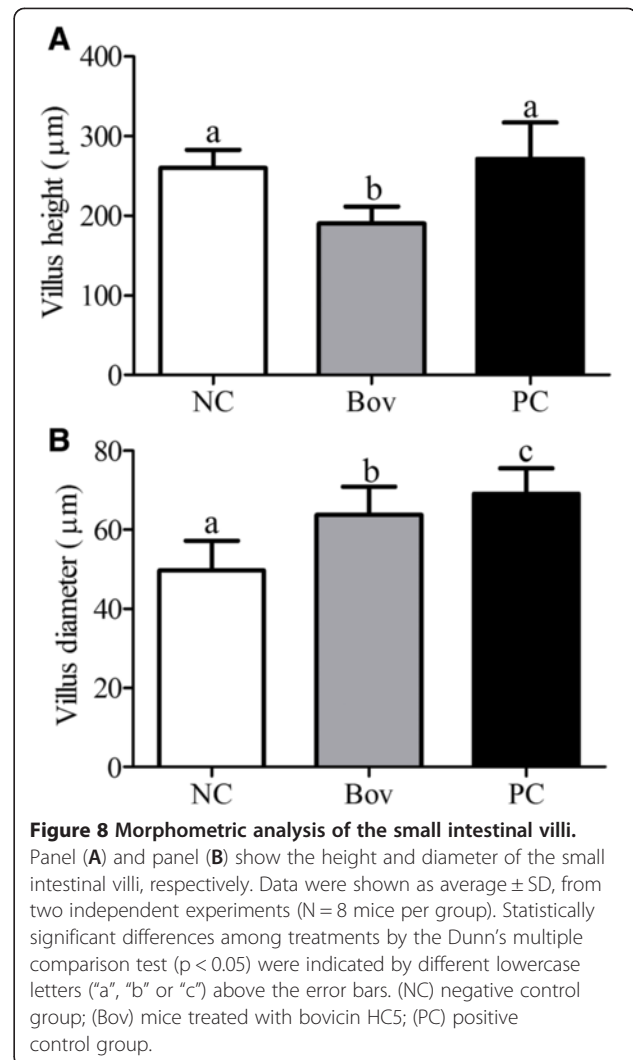 A
400
300
200
100
0
Villus height ( µm)
a
b
a
NC Bov PC
B
80
60
40
20
0
Villus diameter ( µm)
a
b
c
NC Bov PC
Figure 8 Morphometric analysis of the small intestinal villi.
Panel (A) and panel (B) show the height and diameter of the small
intestinal villi, respectively. Data were shown as average ± SD, from
two independent experiments (N = 8 mice per group). Statistically
significant differences among treatments by the Dunn's multiple
comparison test (p < 0.05) were indicated by different lowercase
letters (“a”, “b” or “c”) above the error bars. (NC) negative control
group; (Bov) mice treated with bovicin HC5; (PC) positive
control group.